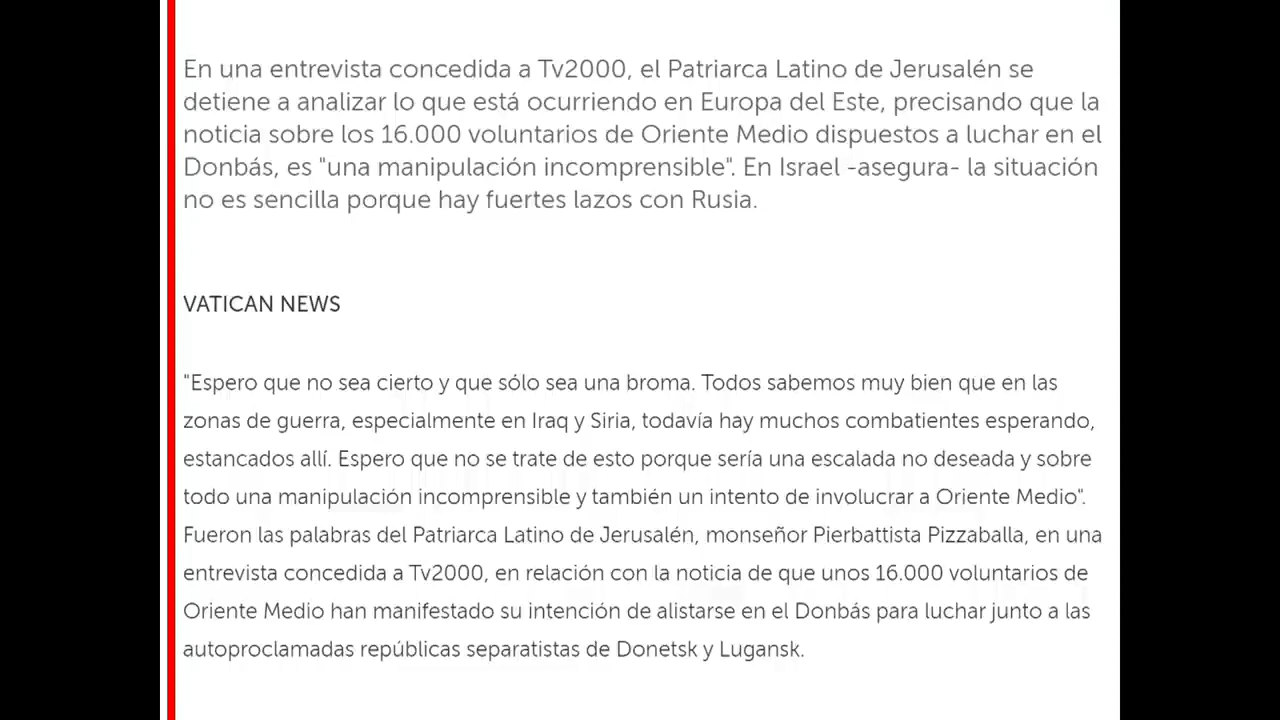 En una entrevista concedida a Tv2000, el Patriarca Latino de Jerusalén se
detiene a analizar lo que está ocurriendo en Europa del Este, precisando que la
noticia sobre los 16.000 voluntarios de Oriente Medio dispuestos a luchar en el
Donbás, es "una manipulación incomprensible". En Israel -asegura- la situación
no es sencilla porque hay fuertes lazos con Rusia.
VATICAN NEWS
"Espero que no sea cierto y que sólo sea una broma. Todos sabemos muy bien que en las
zonas de guerra, especialmente en Iraq y Siria, todavía hay muchos combatientes esperando,
estancados allí. Espero que no se trate de esto porque sería una escalada no deseada y sobre
todo una manipulación incomprensible y también un intento de involucrar a Oriente Medio".
Fueron las palabras del Patriarca Latino de Jerusalén, monseñor Pierbattista Pizzaballa, en una
entrevista concedida a Tv2000, en relación con la noticia de que unos 16.000 voluntarios de
Oriente Medio han manifestado su intención de alistarse en el Donbás para luchar junto a las
autoproclamadas repúblicas separatistas de Donetsk y Lugansk.